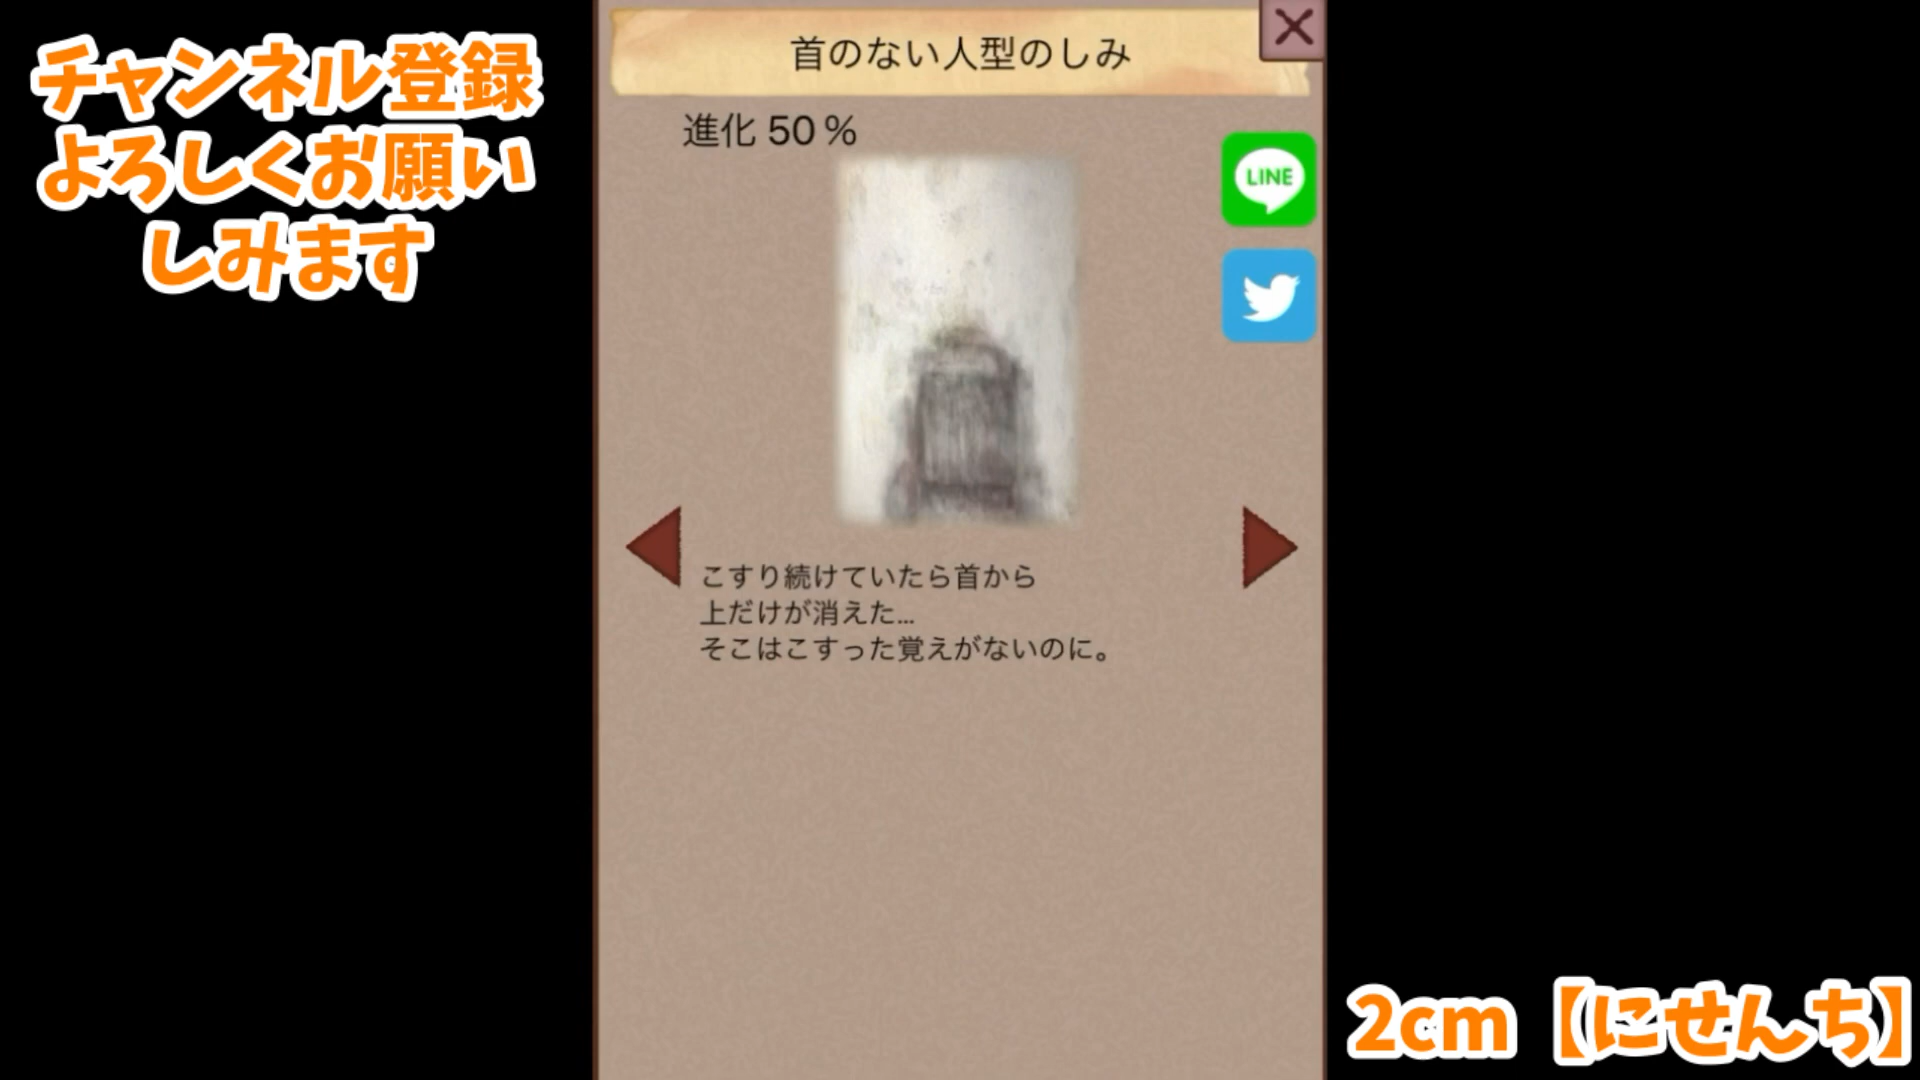 チャンネル登録
よろしくお願い
しみます
首のない人型のしみ
進化 50%
LINE
こすり続けていたら首から
上だけが消えた...
そこはこすった覚えがないのに。
2cm【にせんち】